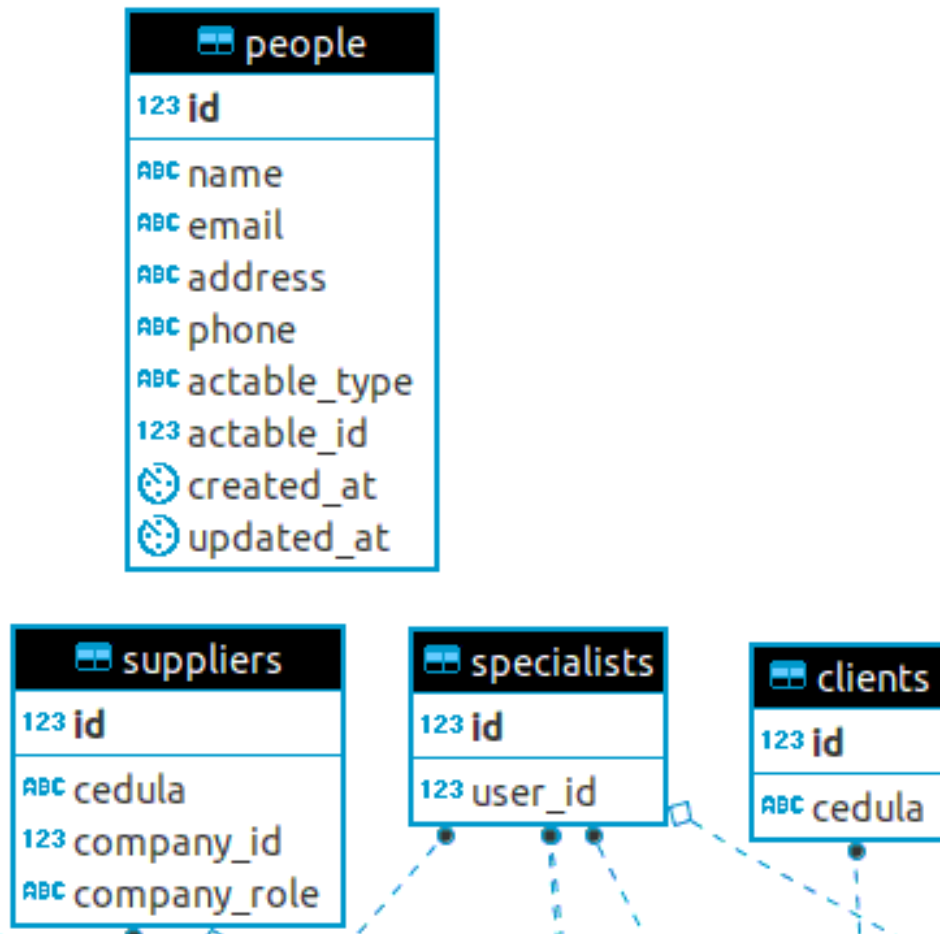 people
123 id
ABC name
ABC email
ABC address
ABC phone
ABC actable_type
123 actable_id
created_at
updated_at
suppliers
123 id
ABC cedula
123 company_id
ABC company_role
specialists
123 id
123 user_id
clients
123 id
ABC cedula